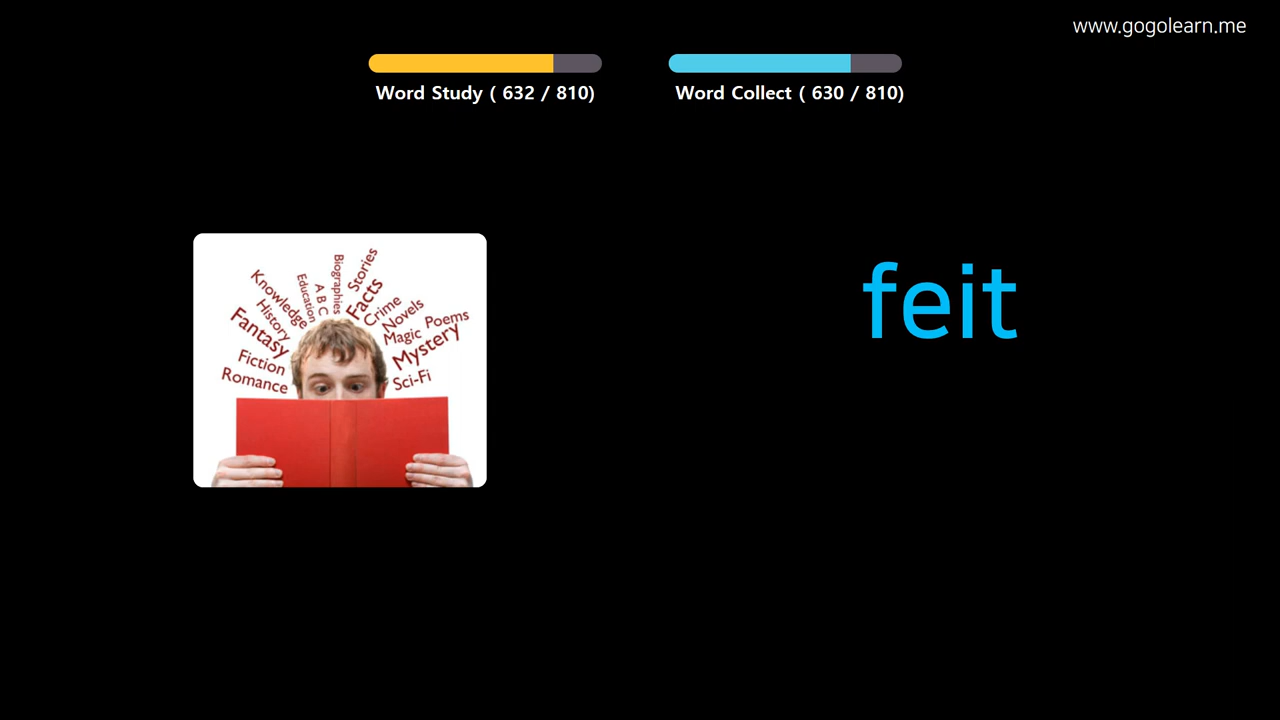 www.gogolearn.me
Word Study ( 632 / 810)
Word Collect ( 630 / 810)
feit
Knowledge
History
Fantasy
Fiction
Romance
Education
A B C
Biographies
Stories
Facts
Crime
Novels
Magic
Poems
Mystery
Sci-Fi